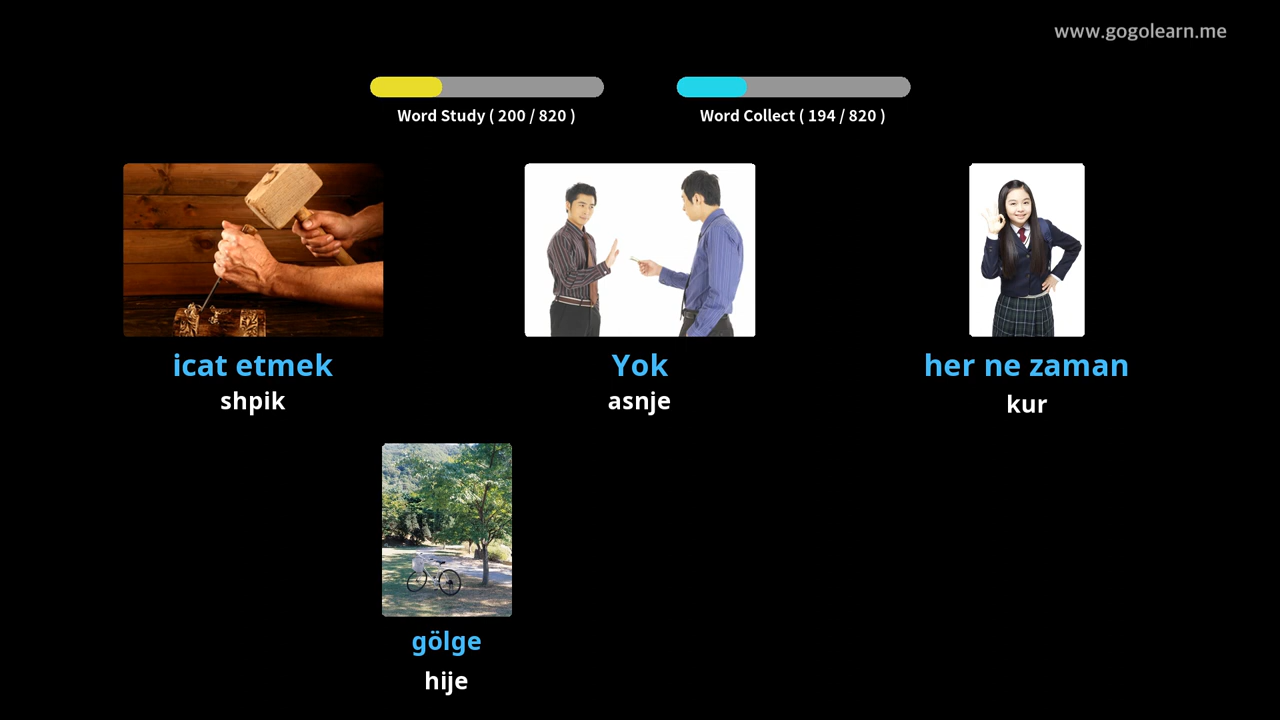 www.gogolearn.me
Word Study ( 200 / 820 )
Word Collect ( 194 / 820 )
icat etmek
shpik
Yok
asnje
her ne zaman
kur
gölge
hije